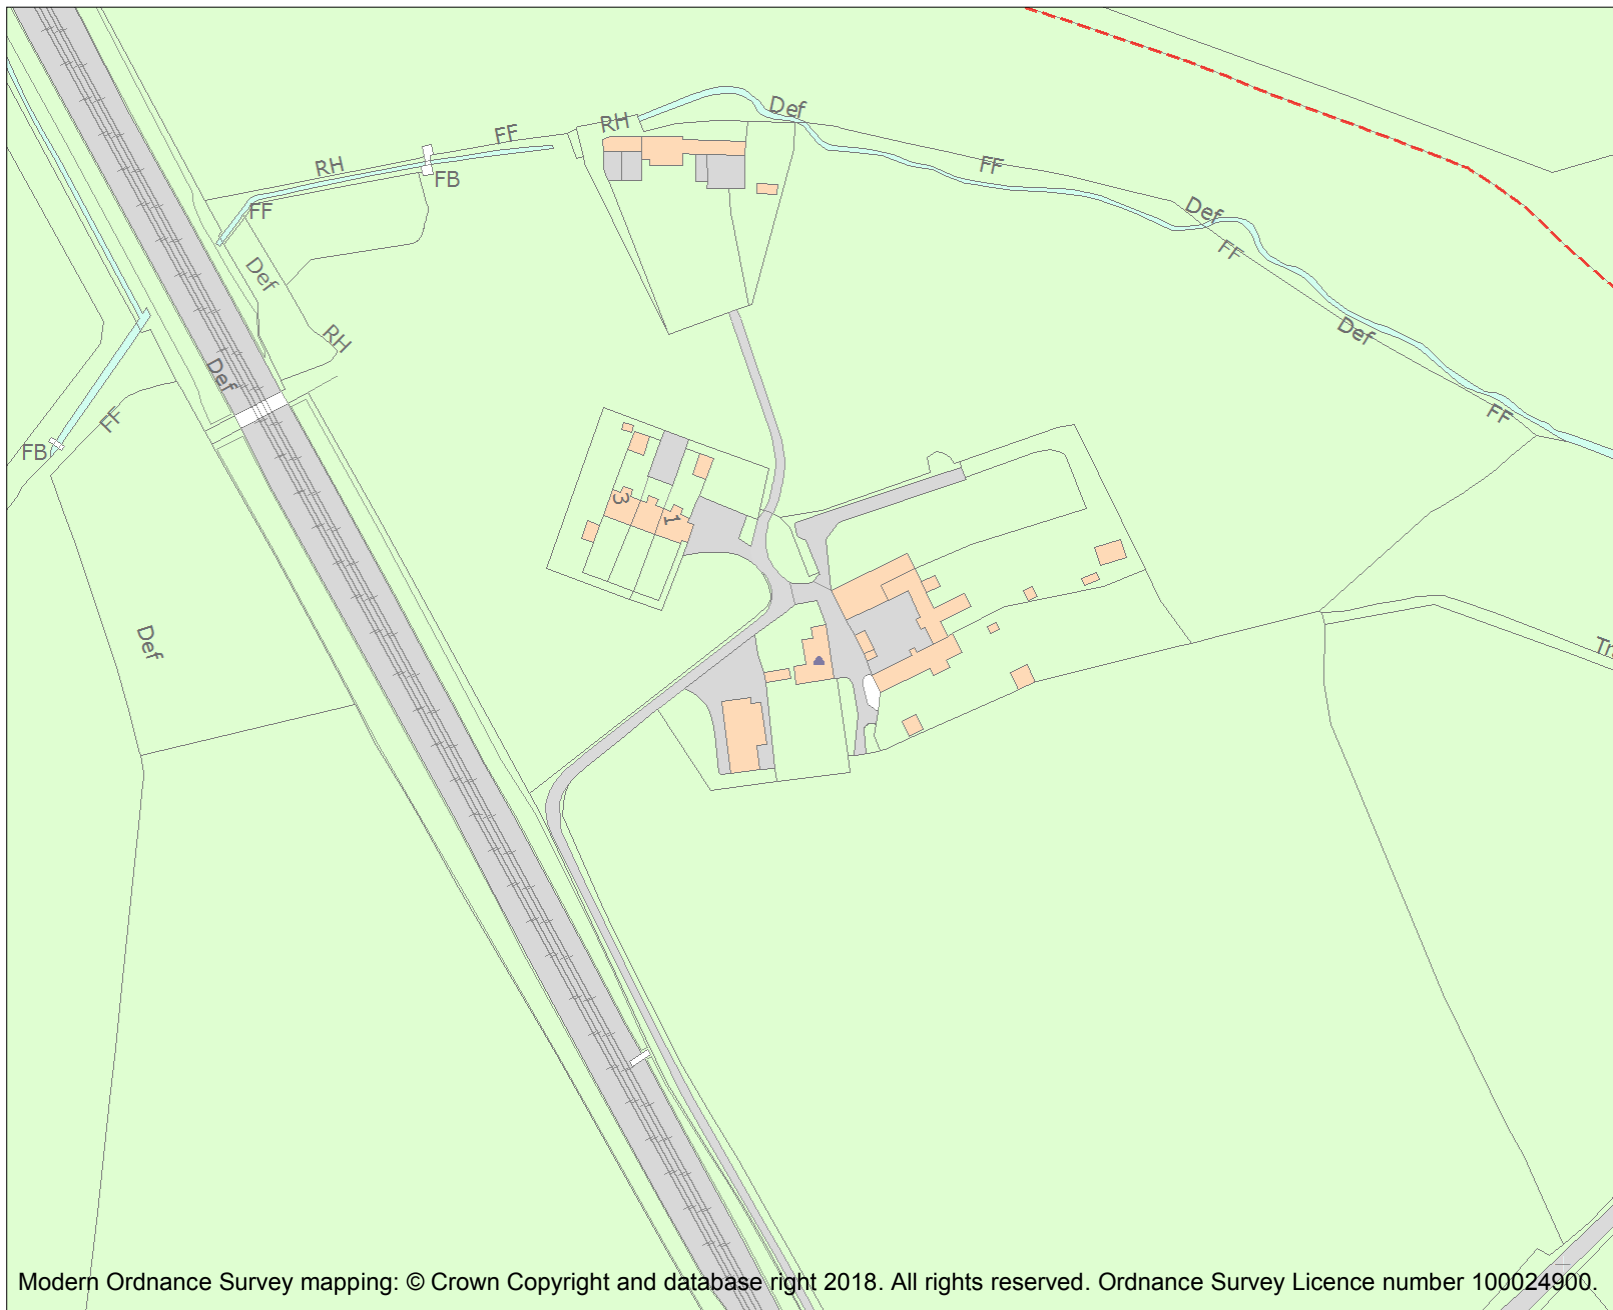 Def
RH
FF
RH
FF
FB
FF
Def
FF
Def
RH
Def
Def
FF
FF
FB
FF
3
1
Def
Modern Ordnance Survey mapping: © Crown Copyright and database right 2018. All rights reserved. Ordnance Survey Licence number 100024900.